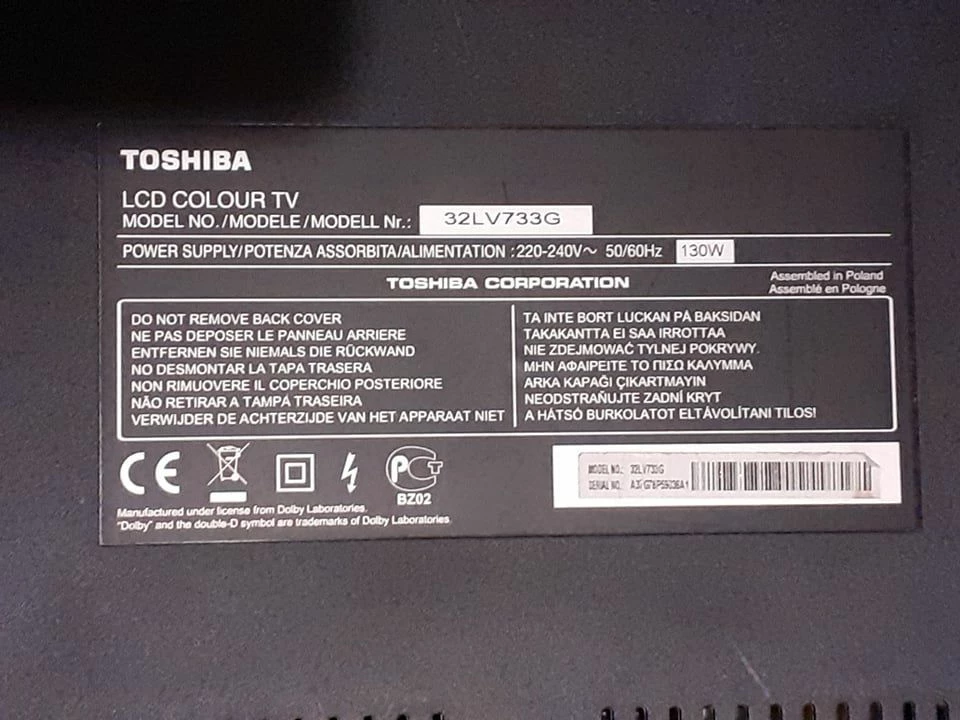 TOSHIBA
LCD COLOUR TV
MODEL NO./MODELE/MODELL Nr.: 32LV733G
POWER SUPPLY/POTENZA ASSORBITA/ALIMENTATION :220-240V~ 50/60Hz 130W
TOSHIBA CORPORATION
Assembled in Poland
Assemblé en Pologne
DO NOT REMOVE BACK COVER
NE PAS DEPOSER LE PANNEAU ARRIERE
ENTFERNEN SIE NIEMALS DIE RÜCKWAND
NO DESMONTAR LA TAPA TRASERA
NON RIMUOVERE IL COPERCHIO POSTERIORE
NÃO RETIRAR A TAMPA TRASEIRA
VERWIJDER DE ACHTERZIJDE VAN HET APPARAAT NIET
TA INTE BORT LUCKAN PÅ BAKSIDAN
TAKAKANTTA EI SAA IRROTTAA
NIE ZDEJMOWAĆ TYLNEJ POKRYWY.
ΜΗΝ ΑΦΑΙΡΕΙΤΕ ΤΟ ΠΙΣΩ ΚΑΛΥΜΜΑ
ARKA KAPAĞI ÇIKARTMAYIN
NEODSTRAŇUJTE ZADNÍ KRYT
A HÁTSÓ BURKOLATOT ELTÁVOLÍTANI TILOS!
CE
PCT
BZ02
MODEL NO.: 32LV733G
SERIAL NO.
Manufactured under license from Dolby Laboratories.
"Dolby" and the double-D symbol are trademarks of Dolby Laboratories